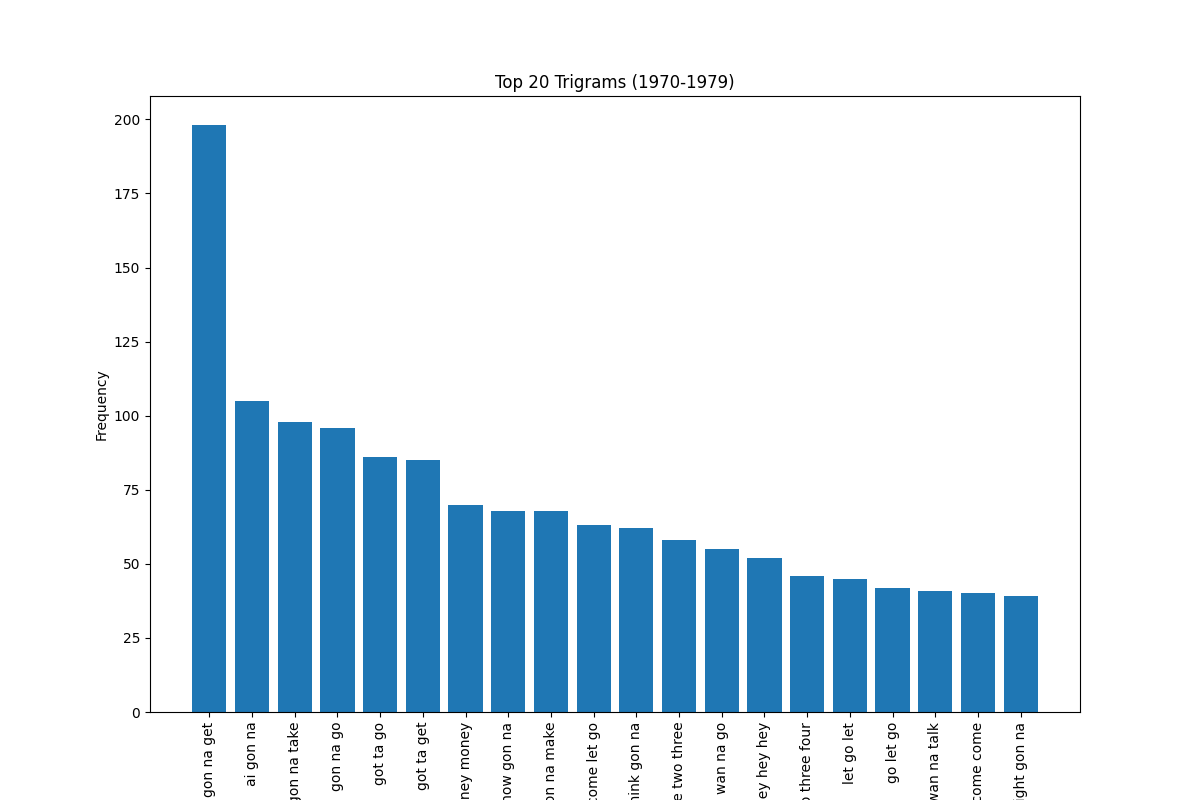 Top 20 Trigrams (1970-1979)
Frequency
200
175
150
125
100
75
50
25
0
gon na get
ai gon na
gon na take
gon na go
got ta go
got ta get
money
gon na
na make
come let go
gon na
two three
wan na go
hey hey
three four
let go let
go let go
wan na talk
come
gon na